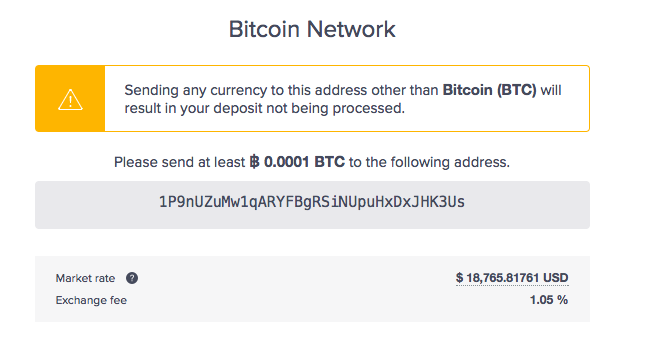 Bitcoin Network
Sending any currency to this address other than Bitcoin (BTC) will
result in your deposit not being processed.
Please send at least ฿ 0.0001 BTC to the following address.
1P9nUZuMw1qARYFBgRSiNUpuHxDxJHK3Us
Market rate ? $ 18,765.81761 USD
Exchange fee 1.05 %